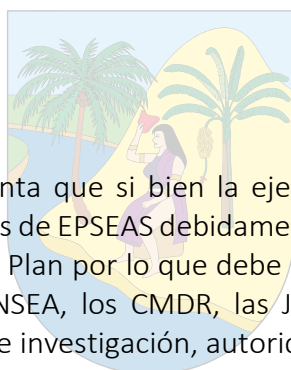 nta que si bien la eje
s de EPSEAS debidame
Plan por lo que debe
NSEA, los CMDR, las J
e investigación, autorid